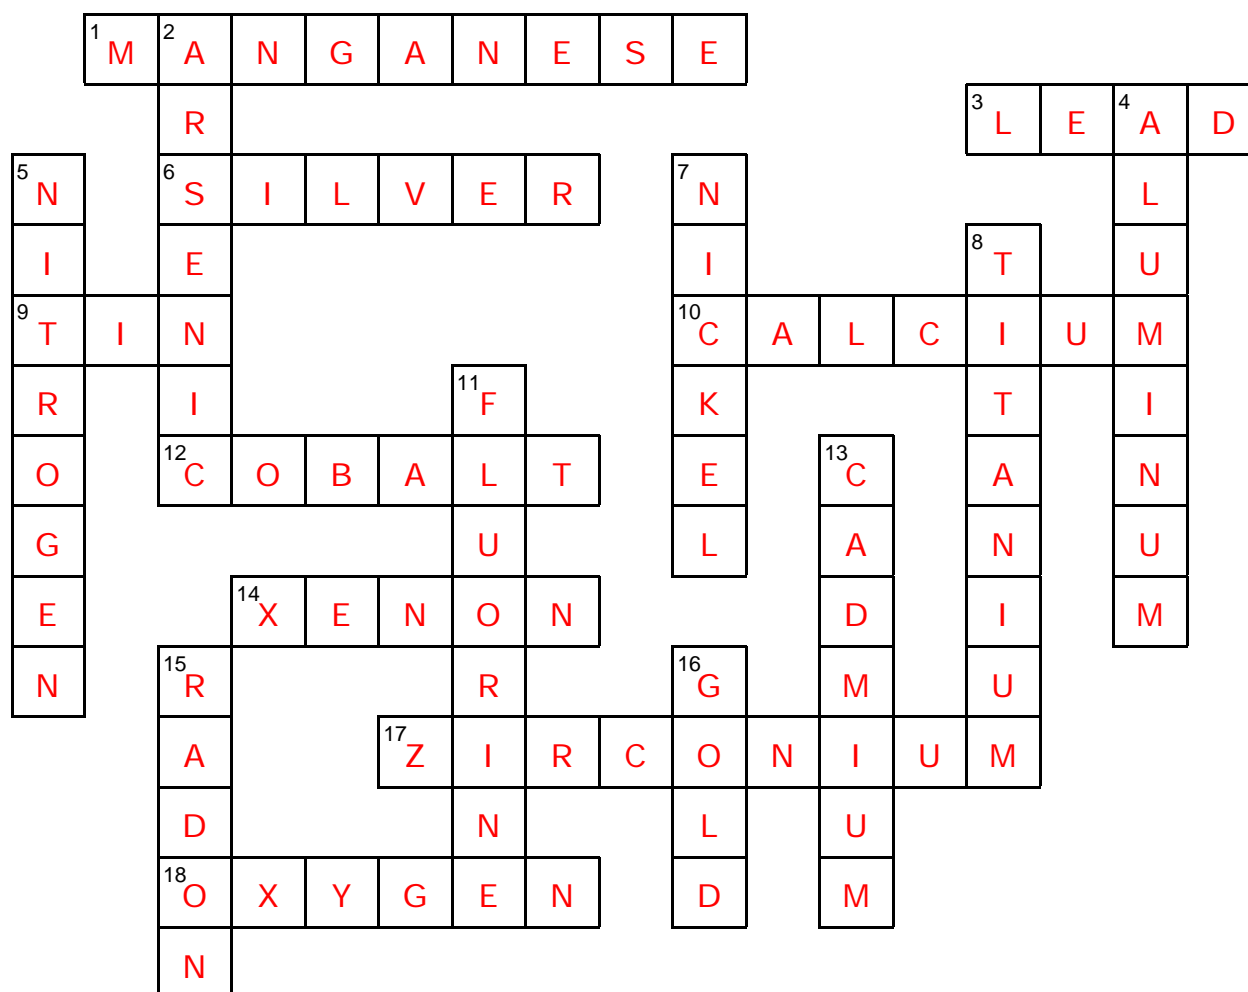 1 M 2 A N G A N E S E
R 3 L E 4 A D
5 N 6 S I L V E R 7 N L
I E I 8 T U
9 T I N 10 C A L C I U M
R I 11 F K T I
O 12 C O B A L T E 13 C A N
G U L A N U
E 14 X E N O N D I M
N 15 R R 16 G M U
A 17 Z I R C O N I U M
D N L U
18 O X Y G E N D M
N